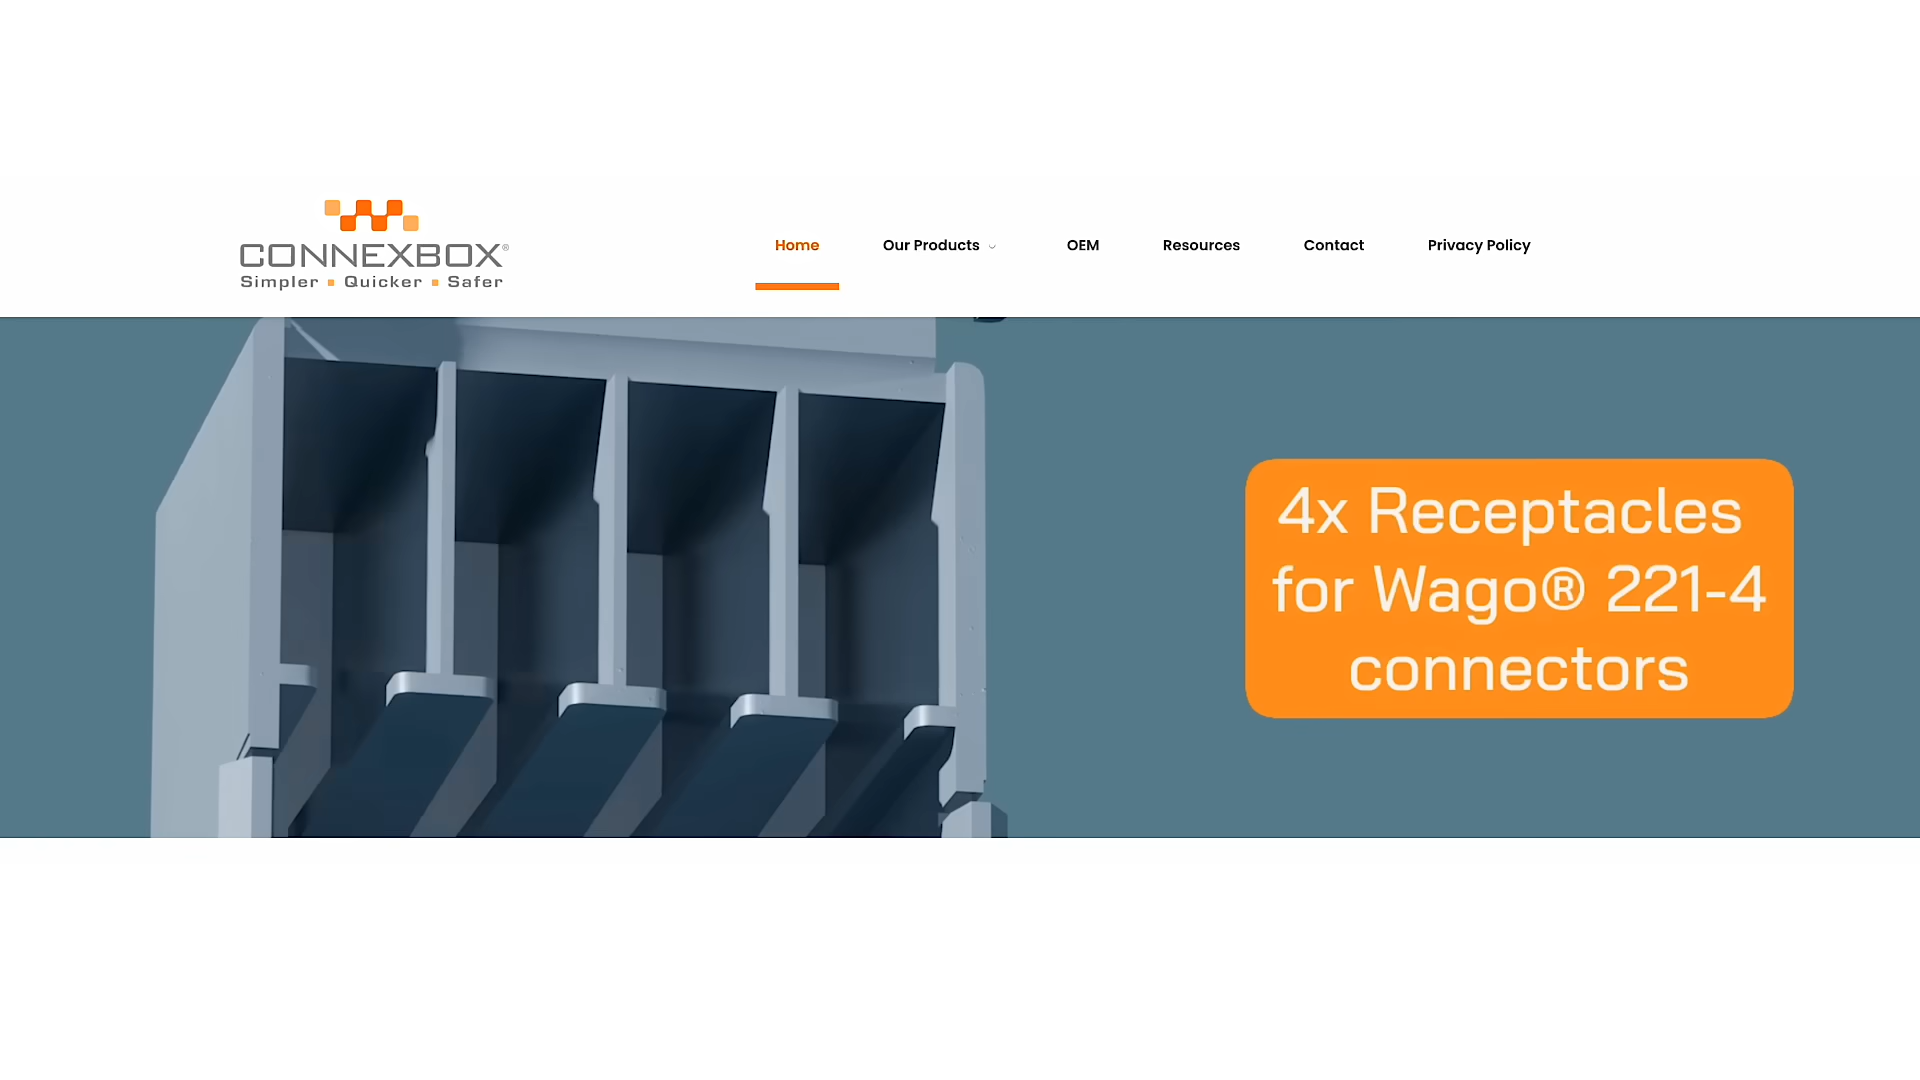 CONNEXBOX®
Simpler ▪ Quicker ▪ Safer
Home
Our Products
OEM
Resources
Contact
Privacy Policy
4x Receptacles
for Wago® 221-4
connectors